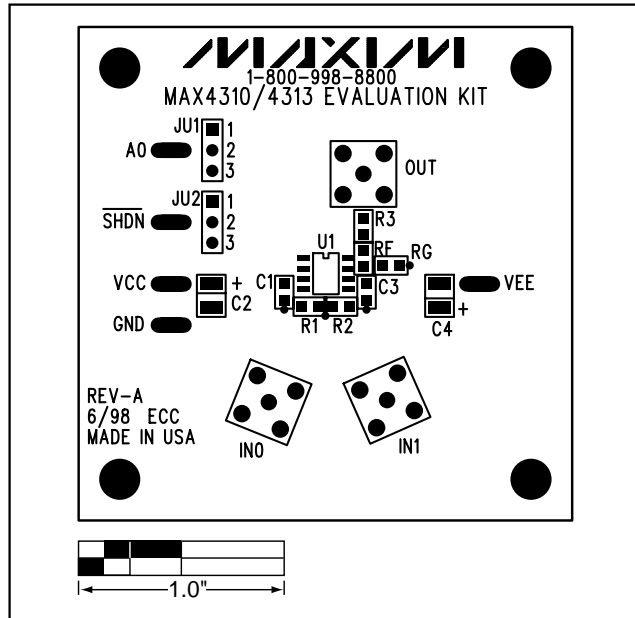 MAXIM
1-800-998-8800
MAX4310/4313 EVALUATION KIT
JU1
1
A0
2
3
OUT
JU2
1
SHDN
2
3
R3
U1
RF
RG
VCC
+
C1
C3
VEE
C2
+
GND
R1
R2
C4
REV-A
6/98 ECC
MADE IN USA
IN0
IN1
1.0"